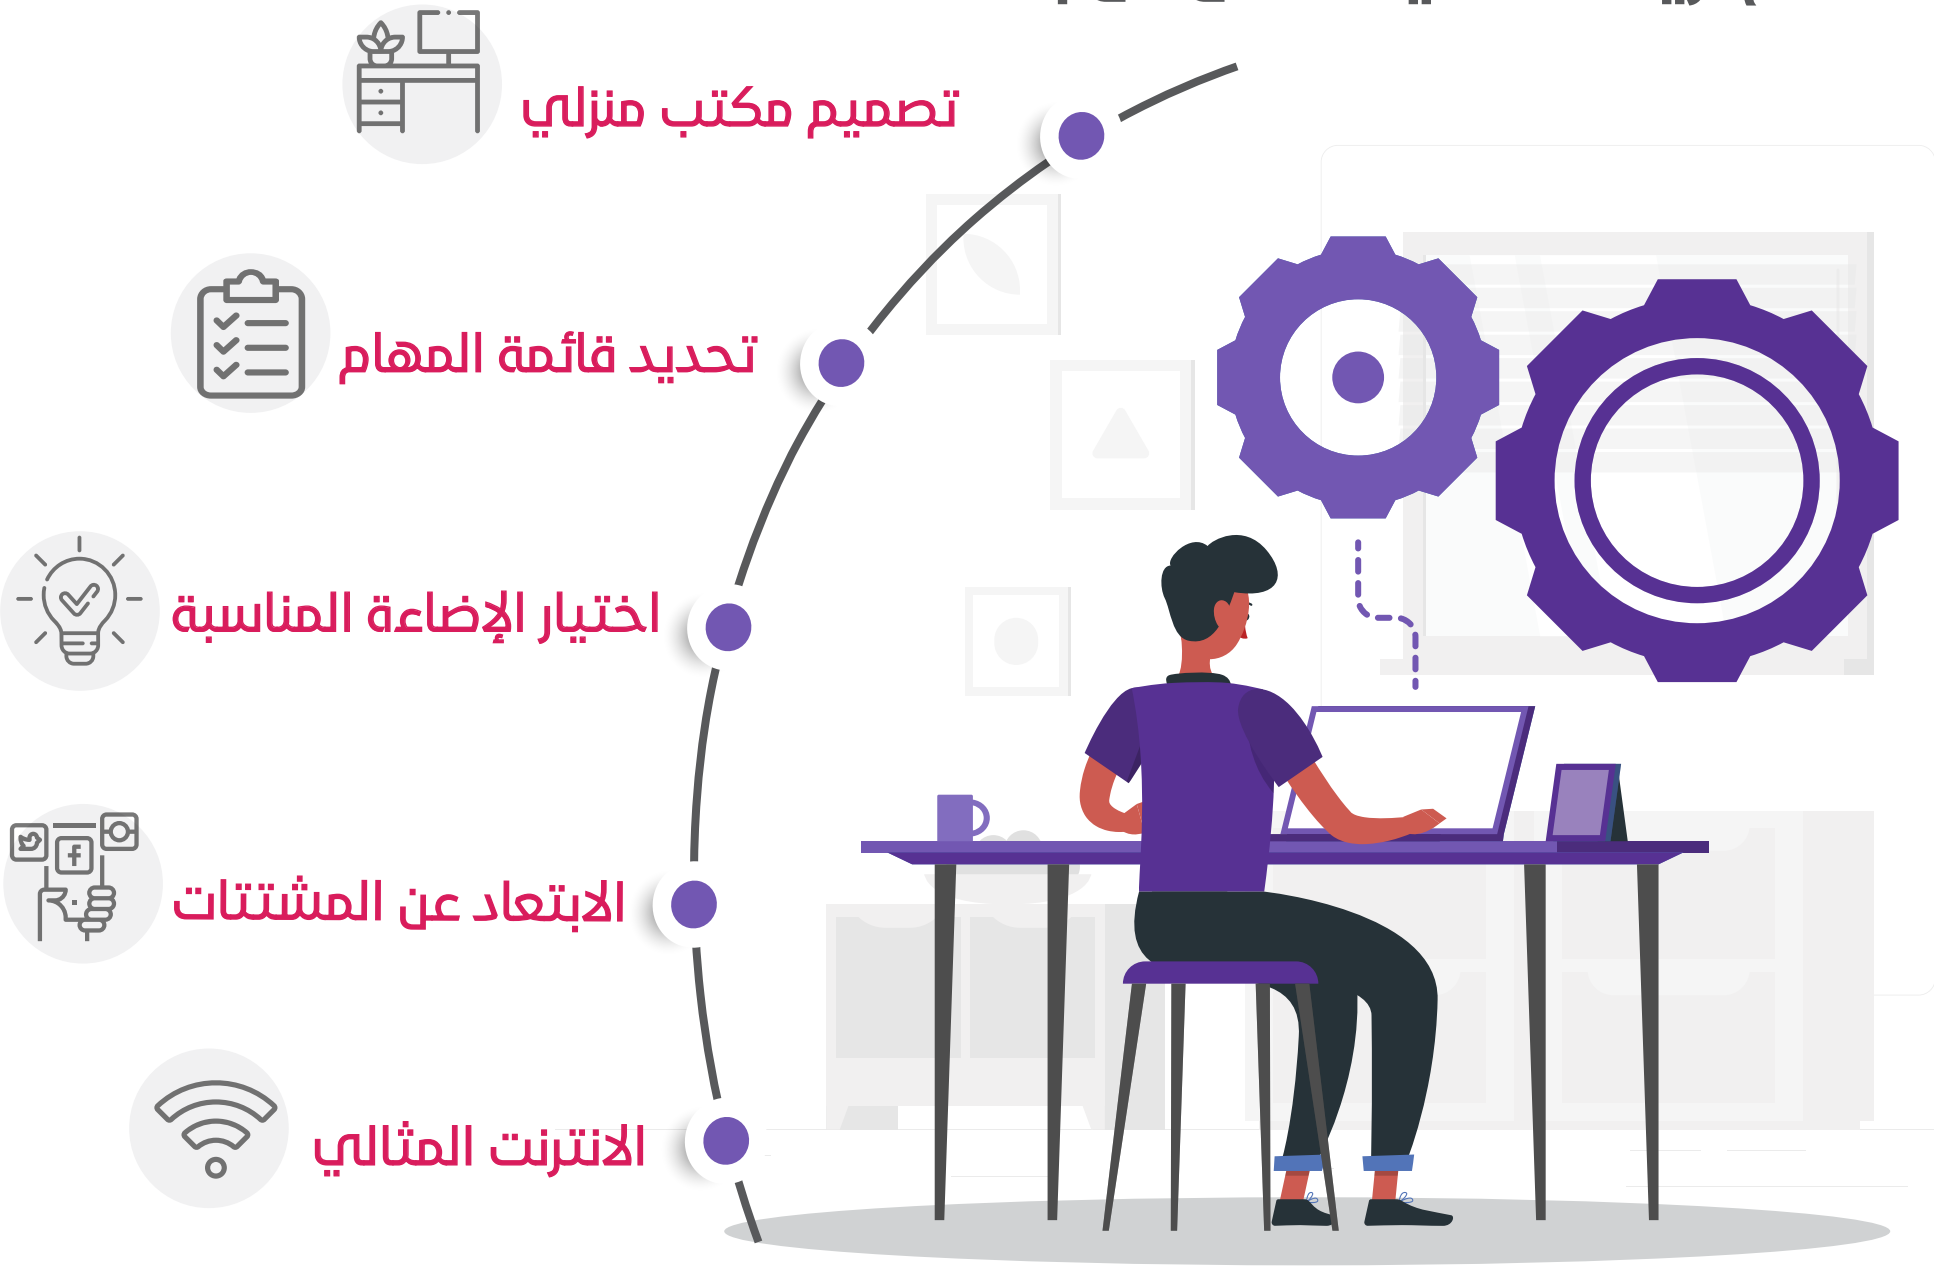 تصميم مكتب منزلي
تحديد قائمة المهام
اختيار الإضاءة المناسبة
الابتعاد عن المشتتات
الانترنت المثالي